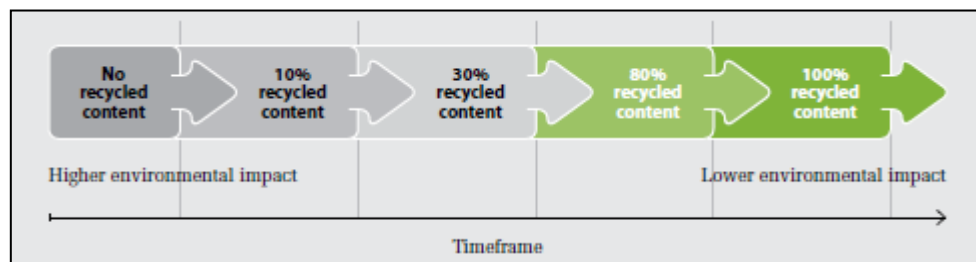 No
recycled
content
10%
recycled
content
30%
recycled
content
80%
recycled
content
100%
recycled
content
Higher environmental impact
Lower environmental impact
Timeframe